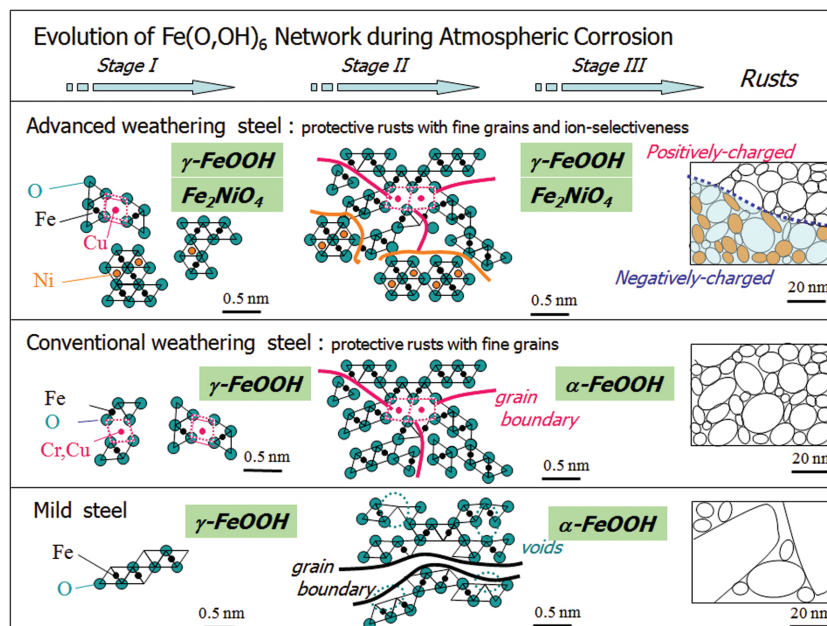 Evolution of Fe(O,OH)₆ Network during Atmospheric Corrosion
Stage I
Stage II
Stage III
Rusts
Advanced weathering steel : protective rusts with fine grains and ion-selectiveness
γ-FeOOH
Fe₂NiO₄
γ-FeOOH
Fe₂NiO₄
Positively-charged
O
Fe
Cu
Ni
Negatively-charged
0.5 nm
0.5 nm
20 nm
Conventional weathering steel : protective rusts with fine grains
γ-FeOOH
α-FeOOH
Fe
O
Cr,Cu
grain
boundary
0.5 nm
0.5 nm
20 nm
Mild steel
γ-FeOOH
α-FeOOH
Fe
O
voids
grain
boundary
0.5 nm
0.5 nm
20 nm